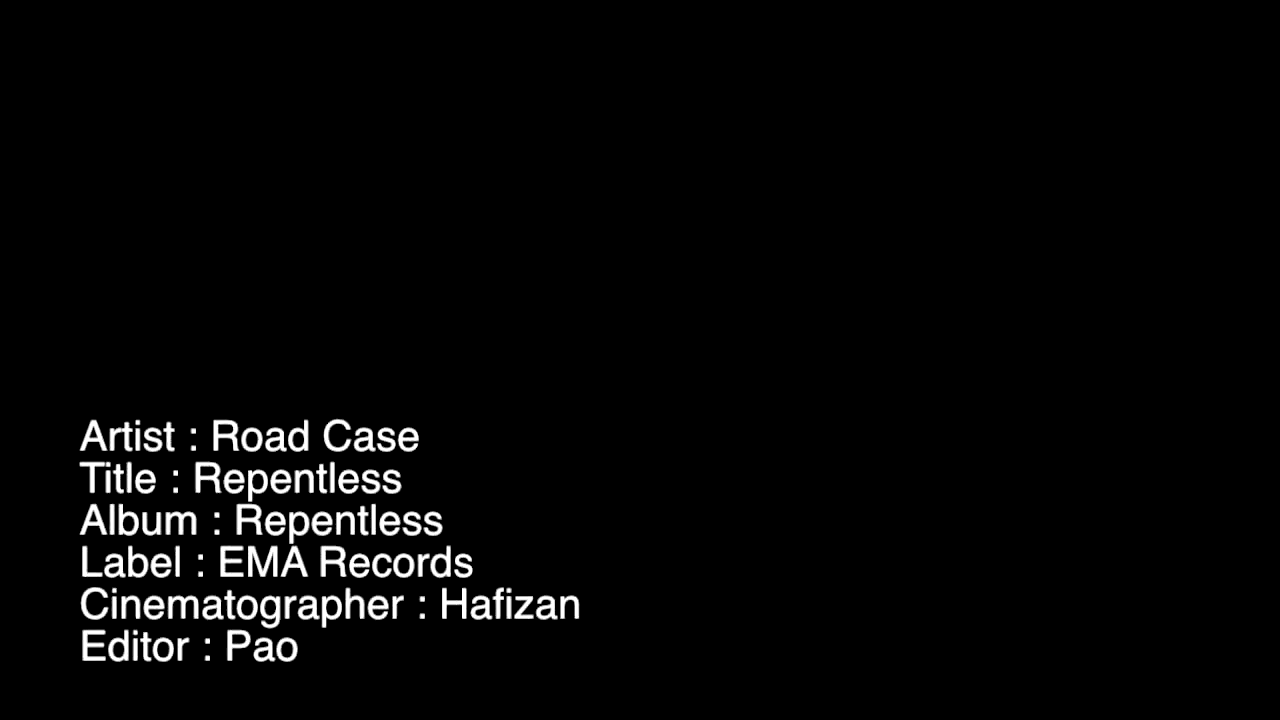 Artist : Road Case
Title : Repentless
Album : Repentless
Label : EMA Records
Cinematographer : Hafizan
Editor : Pao